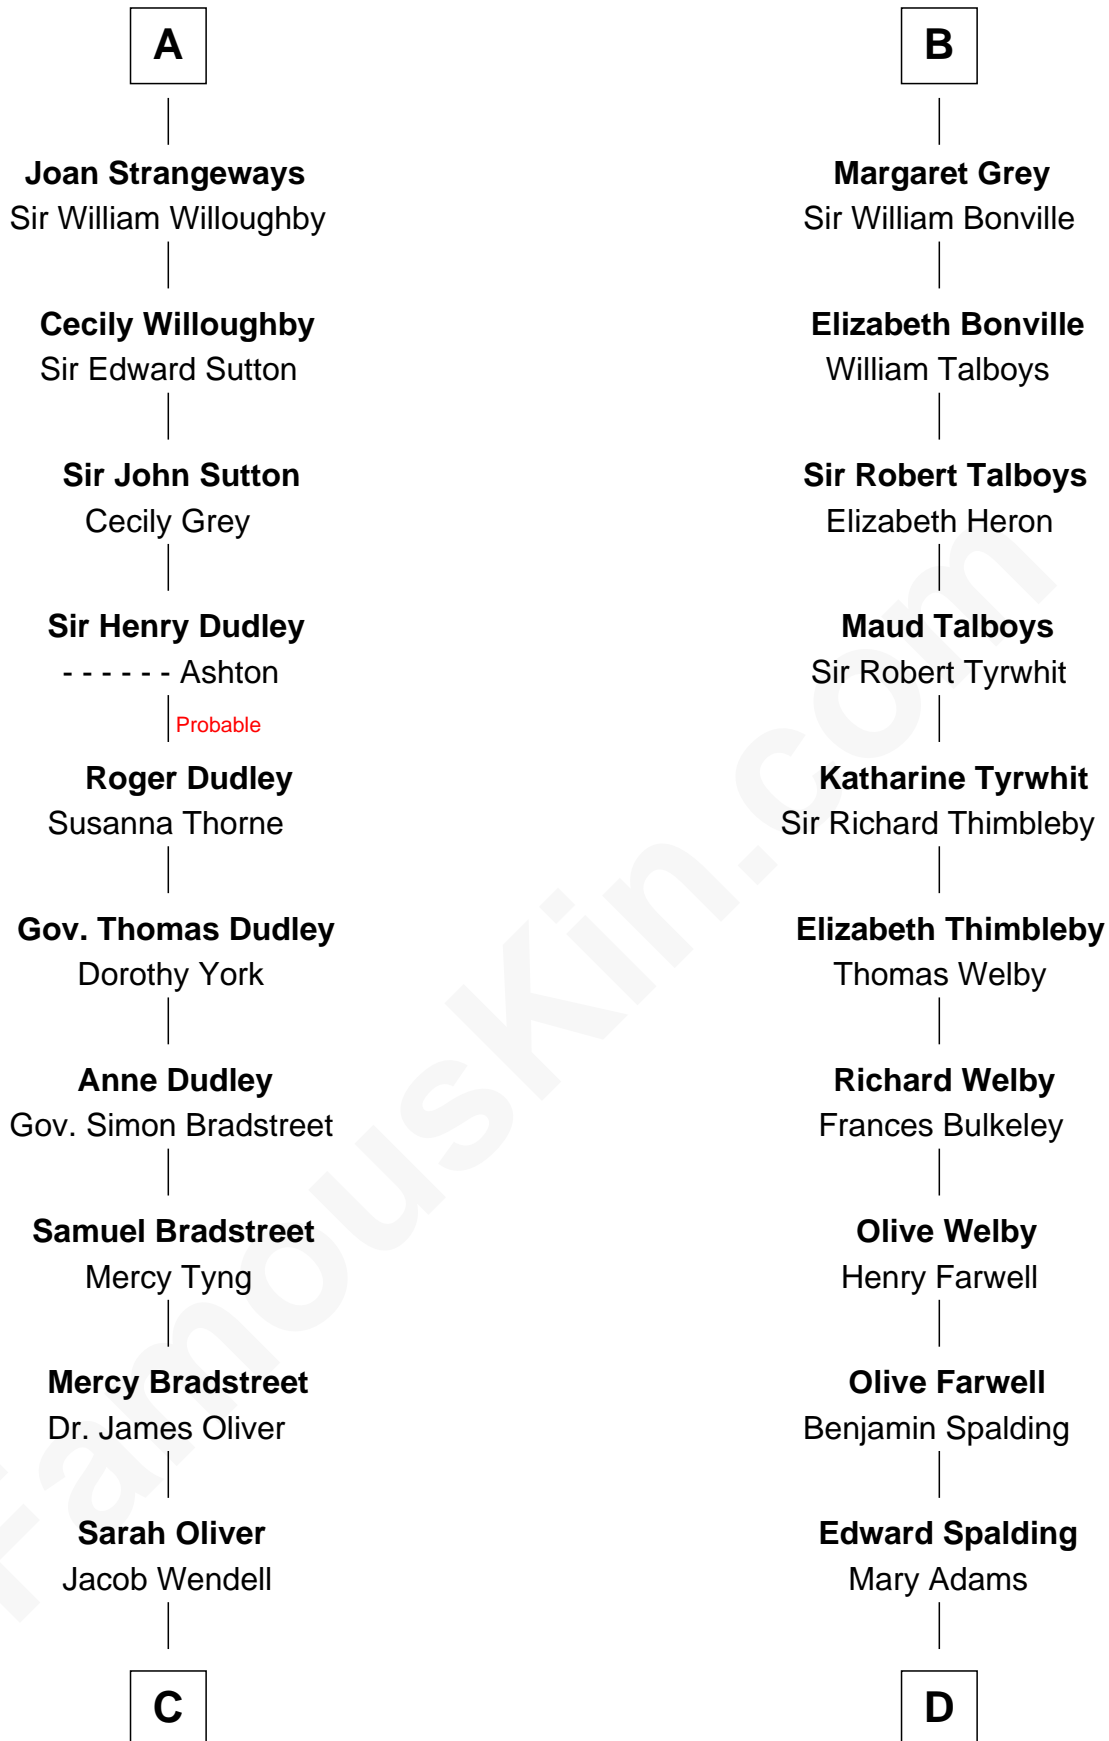 A
Joan Strangeways
Sir William Willoughby
Cecily Willoughby
Sir Edward Sutton
Sir John Sutton
Cecily Grey
Sir Henry Dudley
- - - - - - Ashton
Probable
Roger Dudley
Susanna Thorne
Gov. Thomas Dudley
Dorothy York
Anne Dudley
Gov. Simon Bradstreet
Samuel Bradstreet
Mercy Tyng
Mercy Bradstreet
Dr. James Oliver
Sarah Oliver
Jacob Wendell
C
B
Margaret Grey
Sir William Bonville
Elizabeth Bonville
William Talboys
Sir Robert Talboys
Elizabeth Heron
Maud Talboys
Sir Robert Tyrwhit
Katharine Tyrwhit
Sir Richard Thimbleby
Elizabeth Thimbleby
Thomas Welby
Richard Welby
Frances Bulkeley
Olive Welby
Henry Farwell
Olive Farwell
Benjamin Spalding
Edward Spalding
Mary Adams
D
FamousKin.com